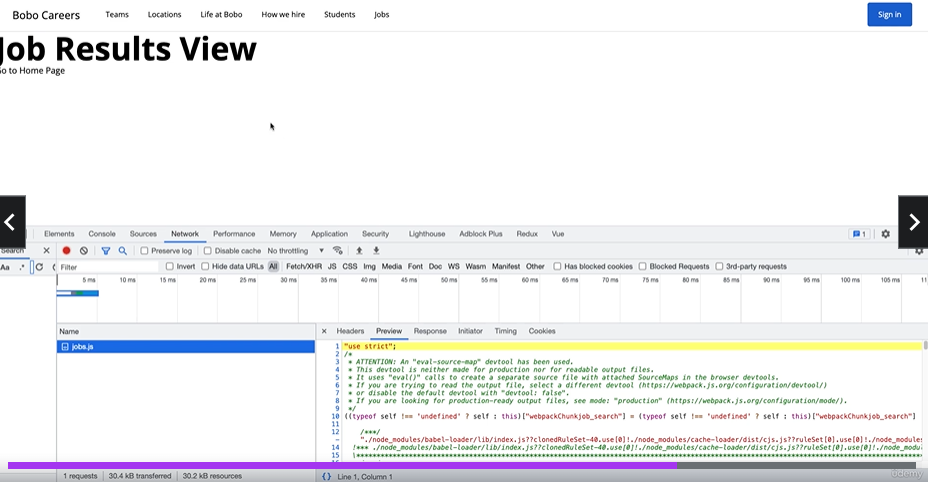 Bobo Careers Teams Locations Life at Bobo How we hire Students Jobs Sign in
Job Results View
Go to Home Page
Elements Console Sources Network Performance Memory Application Security Lighthouse Adblock Plus Redux Vue 1
Search Preserve log Disable cache No throttling
Aa .* Filter Invert Hide data URLs All Fetch/XHR JS CSS Img Media Font Doc WS Wasm Manifest Other Has blocked cookies Blocked Requests 3rd-party requests
5 ms 10 ms 15 ms 20 ms 25 ms 30 ms 35 ms 40 ms 45 ms 50 ms 55 ms 60 ms 65 ms 70 ms 75 ms 80 ms 85 ms 90 ms 95 ms 100 ms 105 ms 11
Name × Headers Preview Response Initiator Timing Cookies
jobs.js
1 "use strict";
2 /*
3 * ATTENTION: An "eval-source-map" devtool has been used.
4 * This devtool is neither made for production nor for readable output files.
5 * It uses "eval()" calls to create a separate source file with attached SourceMaps in the browser devtools.
6 * If you are trying to read the output file, select a different devtool (https://webpack.js.org/configuration/devtool/)
7 * or disable the default devtool with "devtool: false".
8 * If you are looking for production-ready output files, see mode: "production" (https://webpack.js.org/configuration/mode/).
9 */
10 ((typeof self !== 'undefined' ? self : this)["webpackChunkjob_search"] = (typeof self !== 'undefined' ? self : this)["webpackChunkjob_search"]
11
12 /***/
- "./node_modules/babel-loader/lib/index.js??clonedRuleSet-40.use[0]!./node_modules/cache-loader/dist/cjs.js??ruleSet[0].use[0]!./node_modules
14 !*** ./node_modules/babel-loader/lib/index.js??clonedRuleSet-40.use[0]!./node_modules/cache-loader/dist/cjs.js??ruleSet[0].use[0]!./node_modu
15
1 requests 30.4 kB transferred 30.2 kB resources {} Line 1, Column 1
udemy